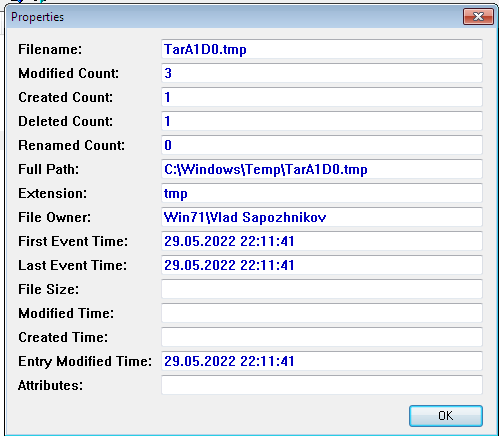 Properties
Filename: TarA1D0.tmp
Modified Count: 3
Created Count: 1
Deleted Count: 1
Renamed Count: 0
Full Path: C:\Windows\Temp\TarA1D0.tmp
Extension: tmp
File Owner: Win71\Vlad Sapozhnikov
First Event Time: 29.05.2022 22:11:41
Last Event Time: 29.05.2022 22:11:41
File Size:
Modified Time:
Created Time:
Entry Modified Time: 29.05.2022 22:11:41
Attributes:
OK